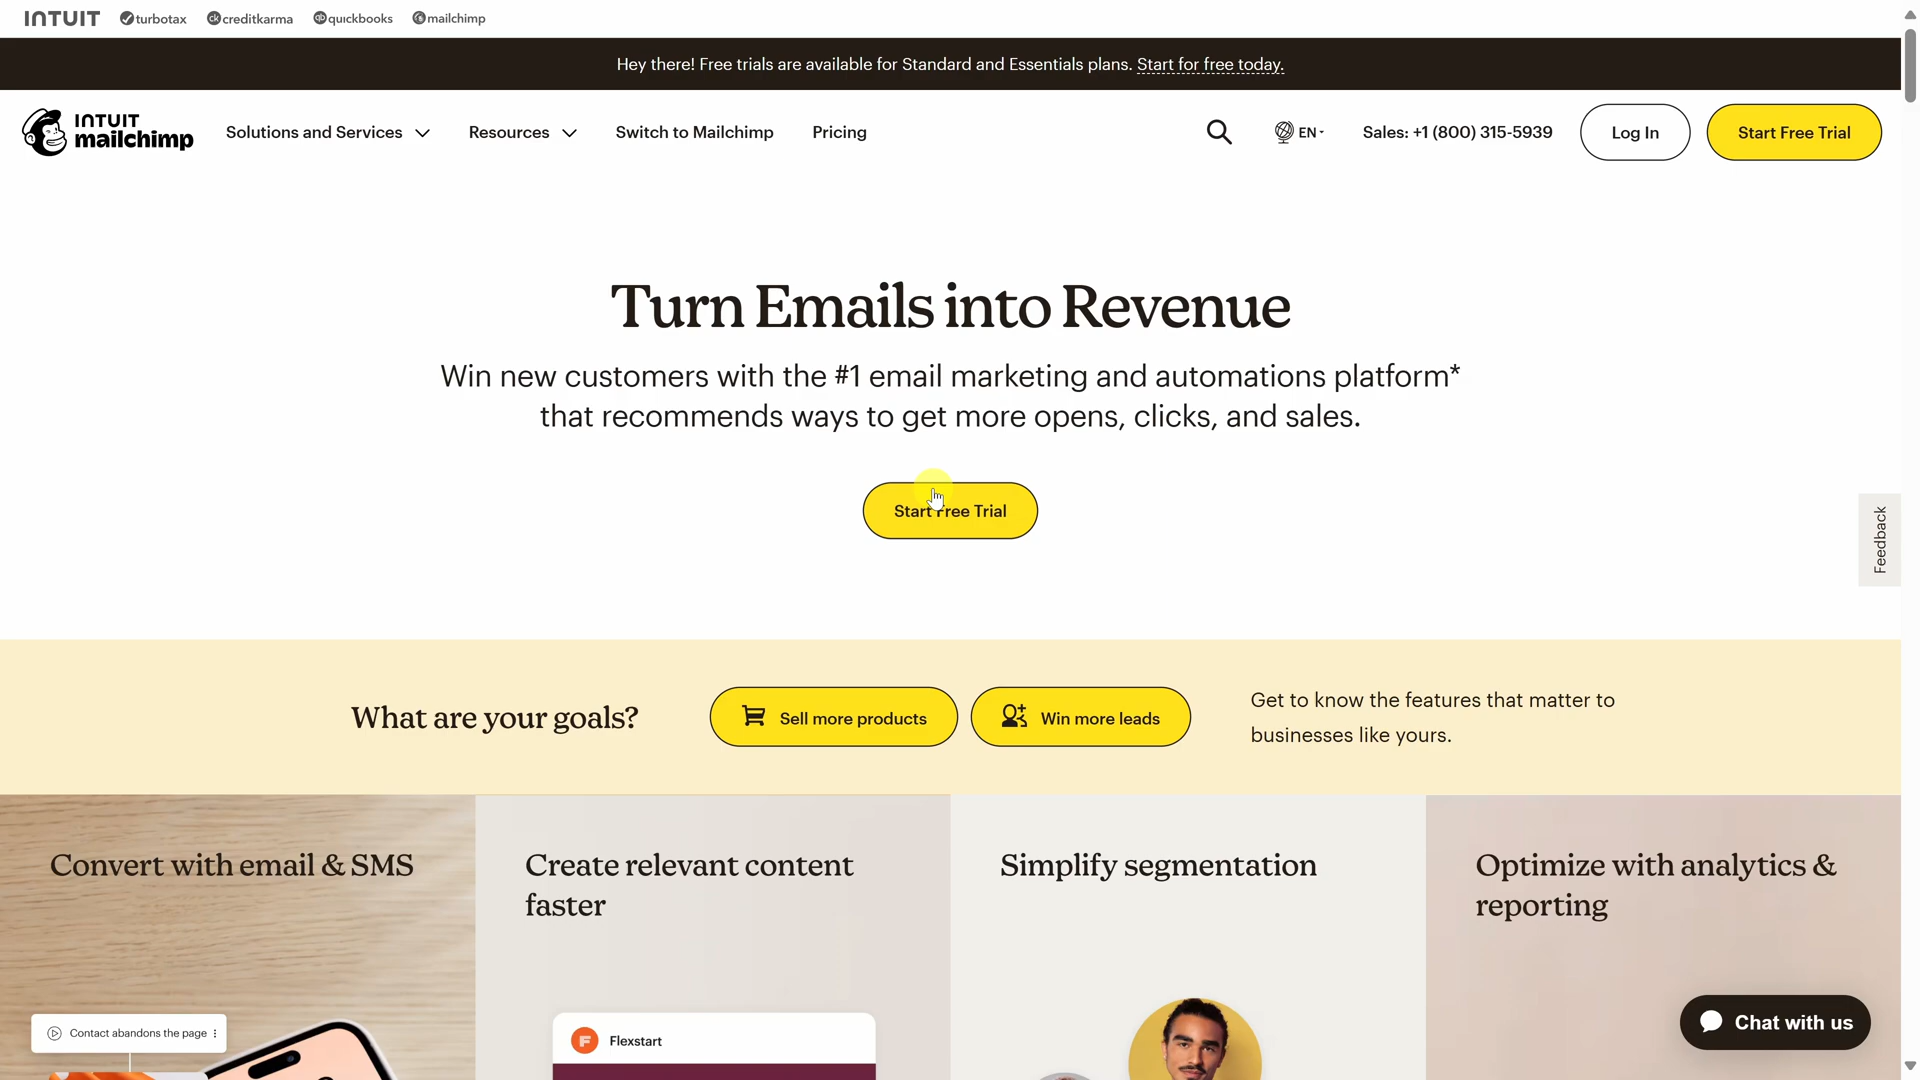 INTUIT turbotax creditkarma quickbooks mailchimp
Hey there! Free trials are available for Standard and Essentials plans. Start for free today.
INTUIT
mailchimp
Solutions and Services Resources Switch to Mailchimp Pricing EN Sales: +1 (800) 315-5939 Log In Start Free Trial
Turn Emails into Revenue
Win new customers with the #1 email marketing and automations platform*
that recommends ways to get more opens, clicks, and sales.
Start Free Trial
Feedback
What are your goals?
Sell more products
Win more leads
Get to know the features that matter to
businesses like yours.
Convert with email & SMS
Create relevant content
faster
Simplify segmentation
Optimize with analytics &
reporting
Contact abandons the page
Flexstart
Chat with us